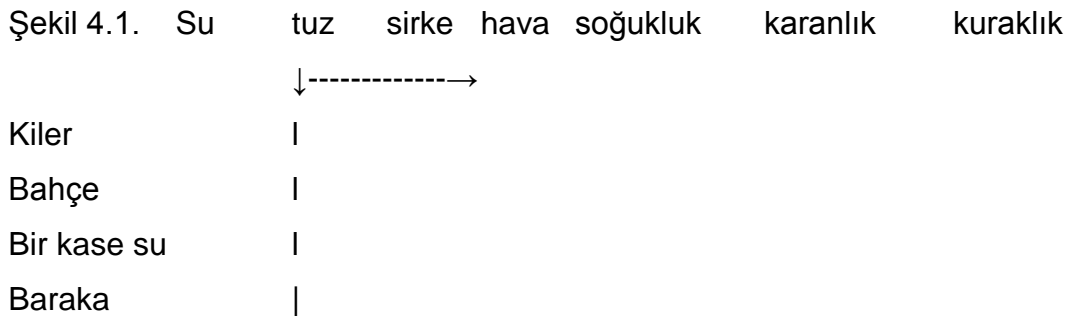 Şekil 4.1. Su tuz sirke hava soğukluk karanlık kuraklık
↓-------------→
Kiler l
Bahçe l
Bir kase su l
Baraka |